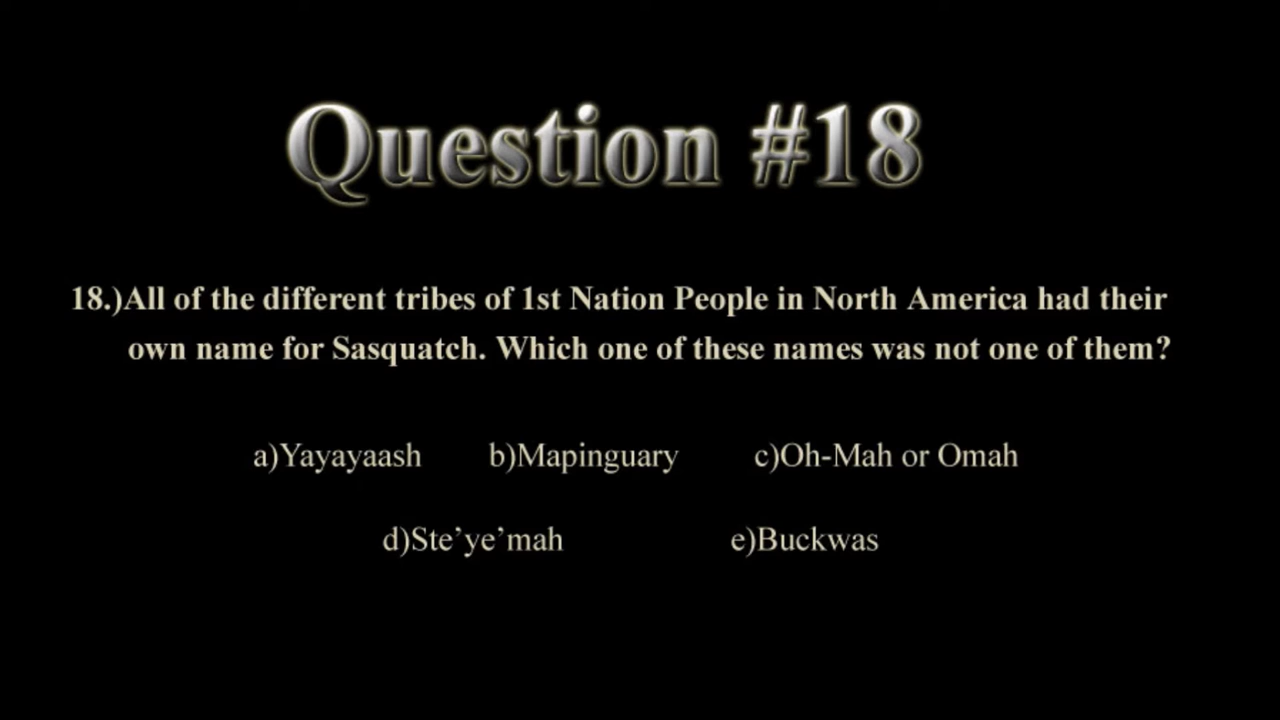 Question #18
18.)All of the different tribes of 1st Nation People in North America had their
own name for Sasquatch. Which one of these names was not one of them?
a)Yayayaash b)Mapinguary c)Oh-Mah or Omah
d)Ste’ye’mah e)Buckwas